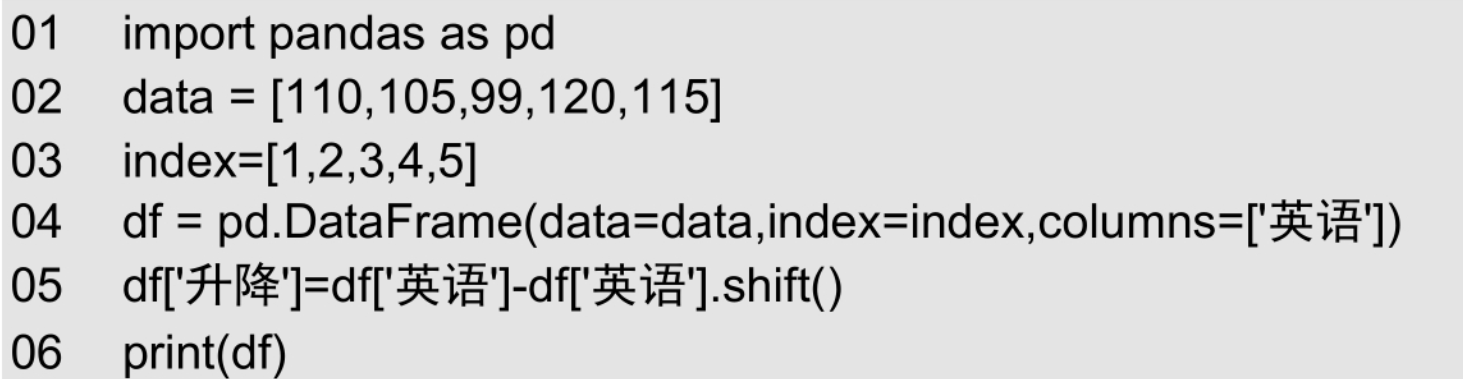 01 import pandas as pd
02 data = [110,105,99,120,115]
03 index=[1,2,3,4,5]
04 df = pd.DataFrame(data=data,index=index,columns=['英语'])
05 df['升降']=df['英语']-df['英语'].shift()
06 print(df)